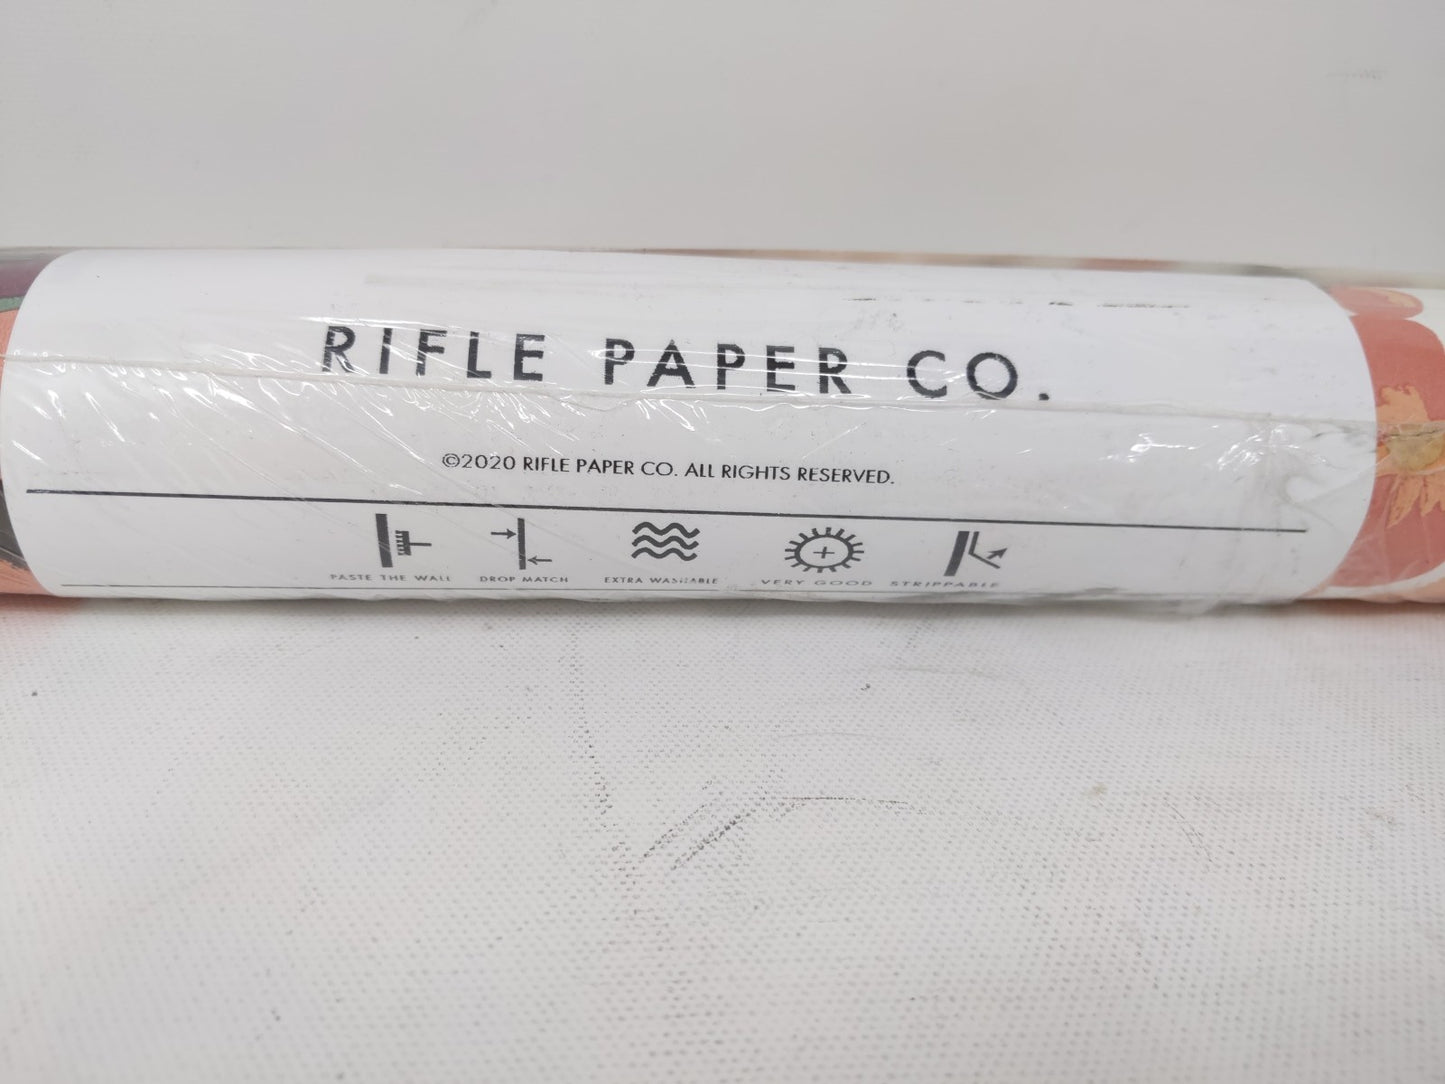 RIFLE PAPER CO.
©2020 RIFLE PAPER CO. ALL RIGHTS RESERVED.
PASTE THE WALL DROP MATCH EXTRA WASHABLE VERY GOOD STRIPPABLE